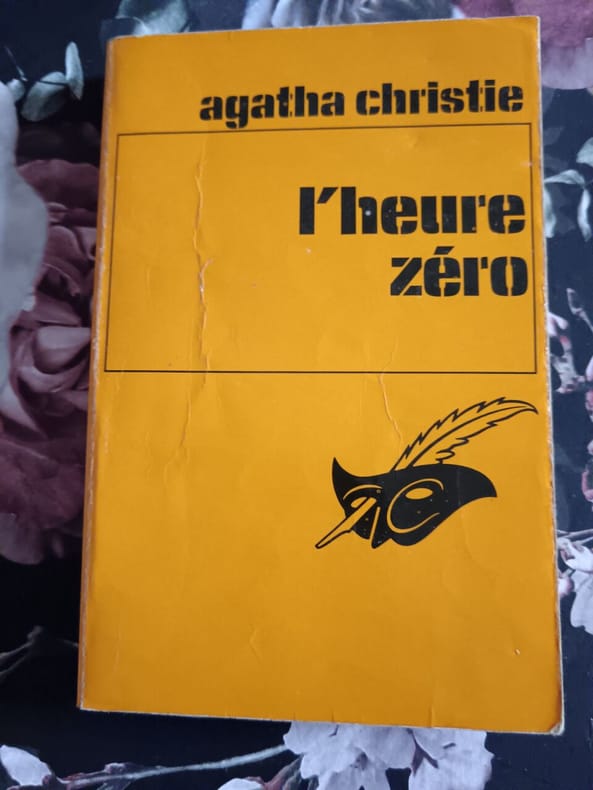 agatha christie
l'heure
zéro